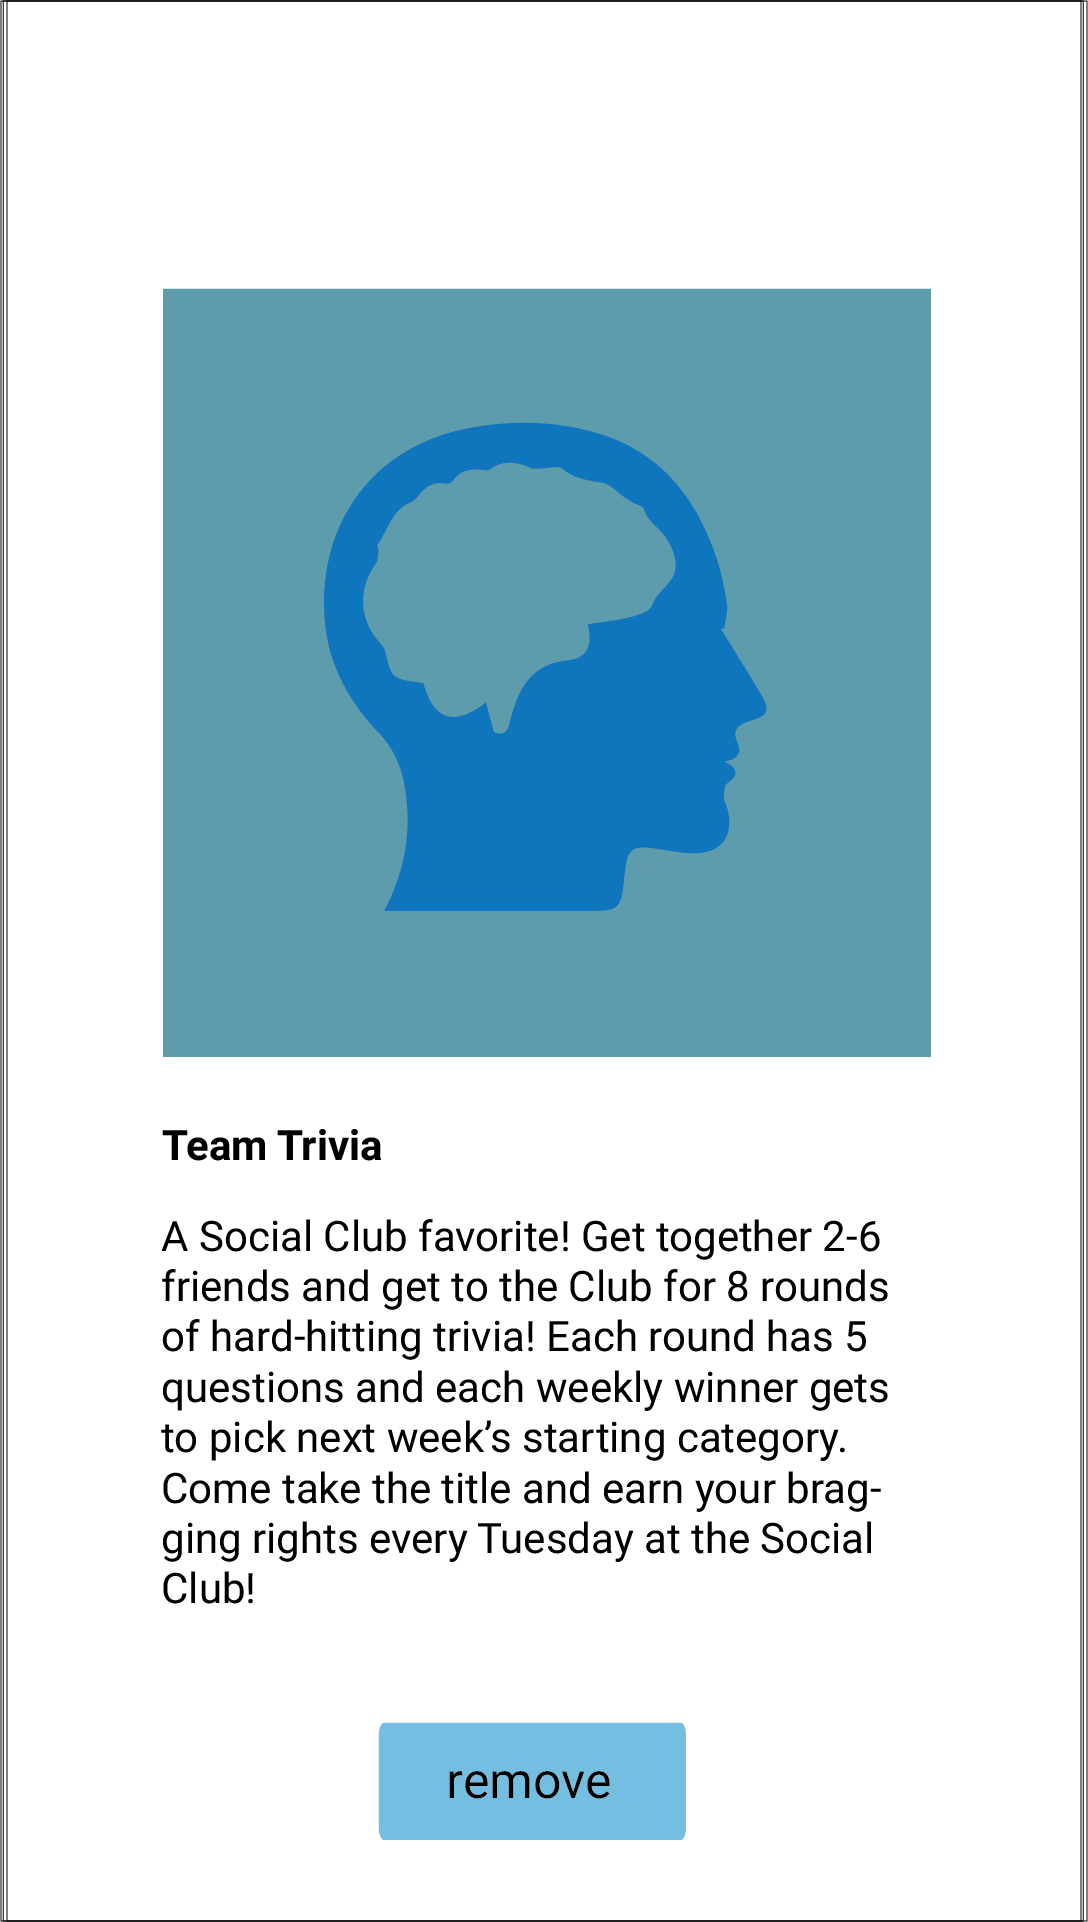 Team Trivia
A Social Club favorite! Get together 2-6
friends and get to the Club for 8 rounds
of hard-hitting trivia! Each round has 5
questions and each weekly winner gets
to pick next week’s starting category.
Come take the title and earn your brag-
ging rights every Tuesday at the Social
Club!
remove